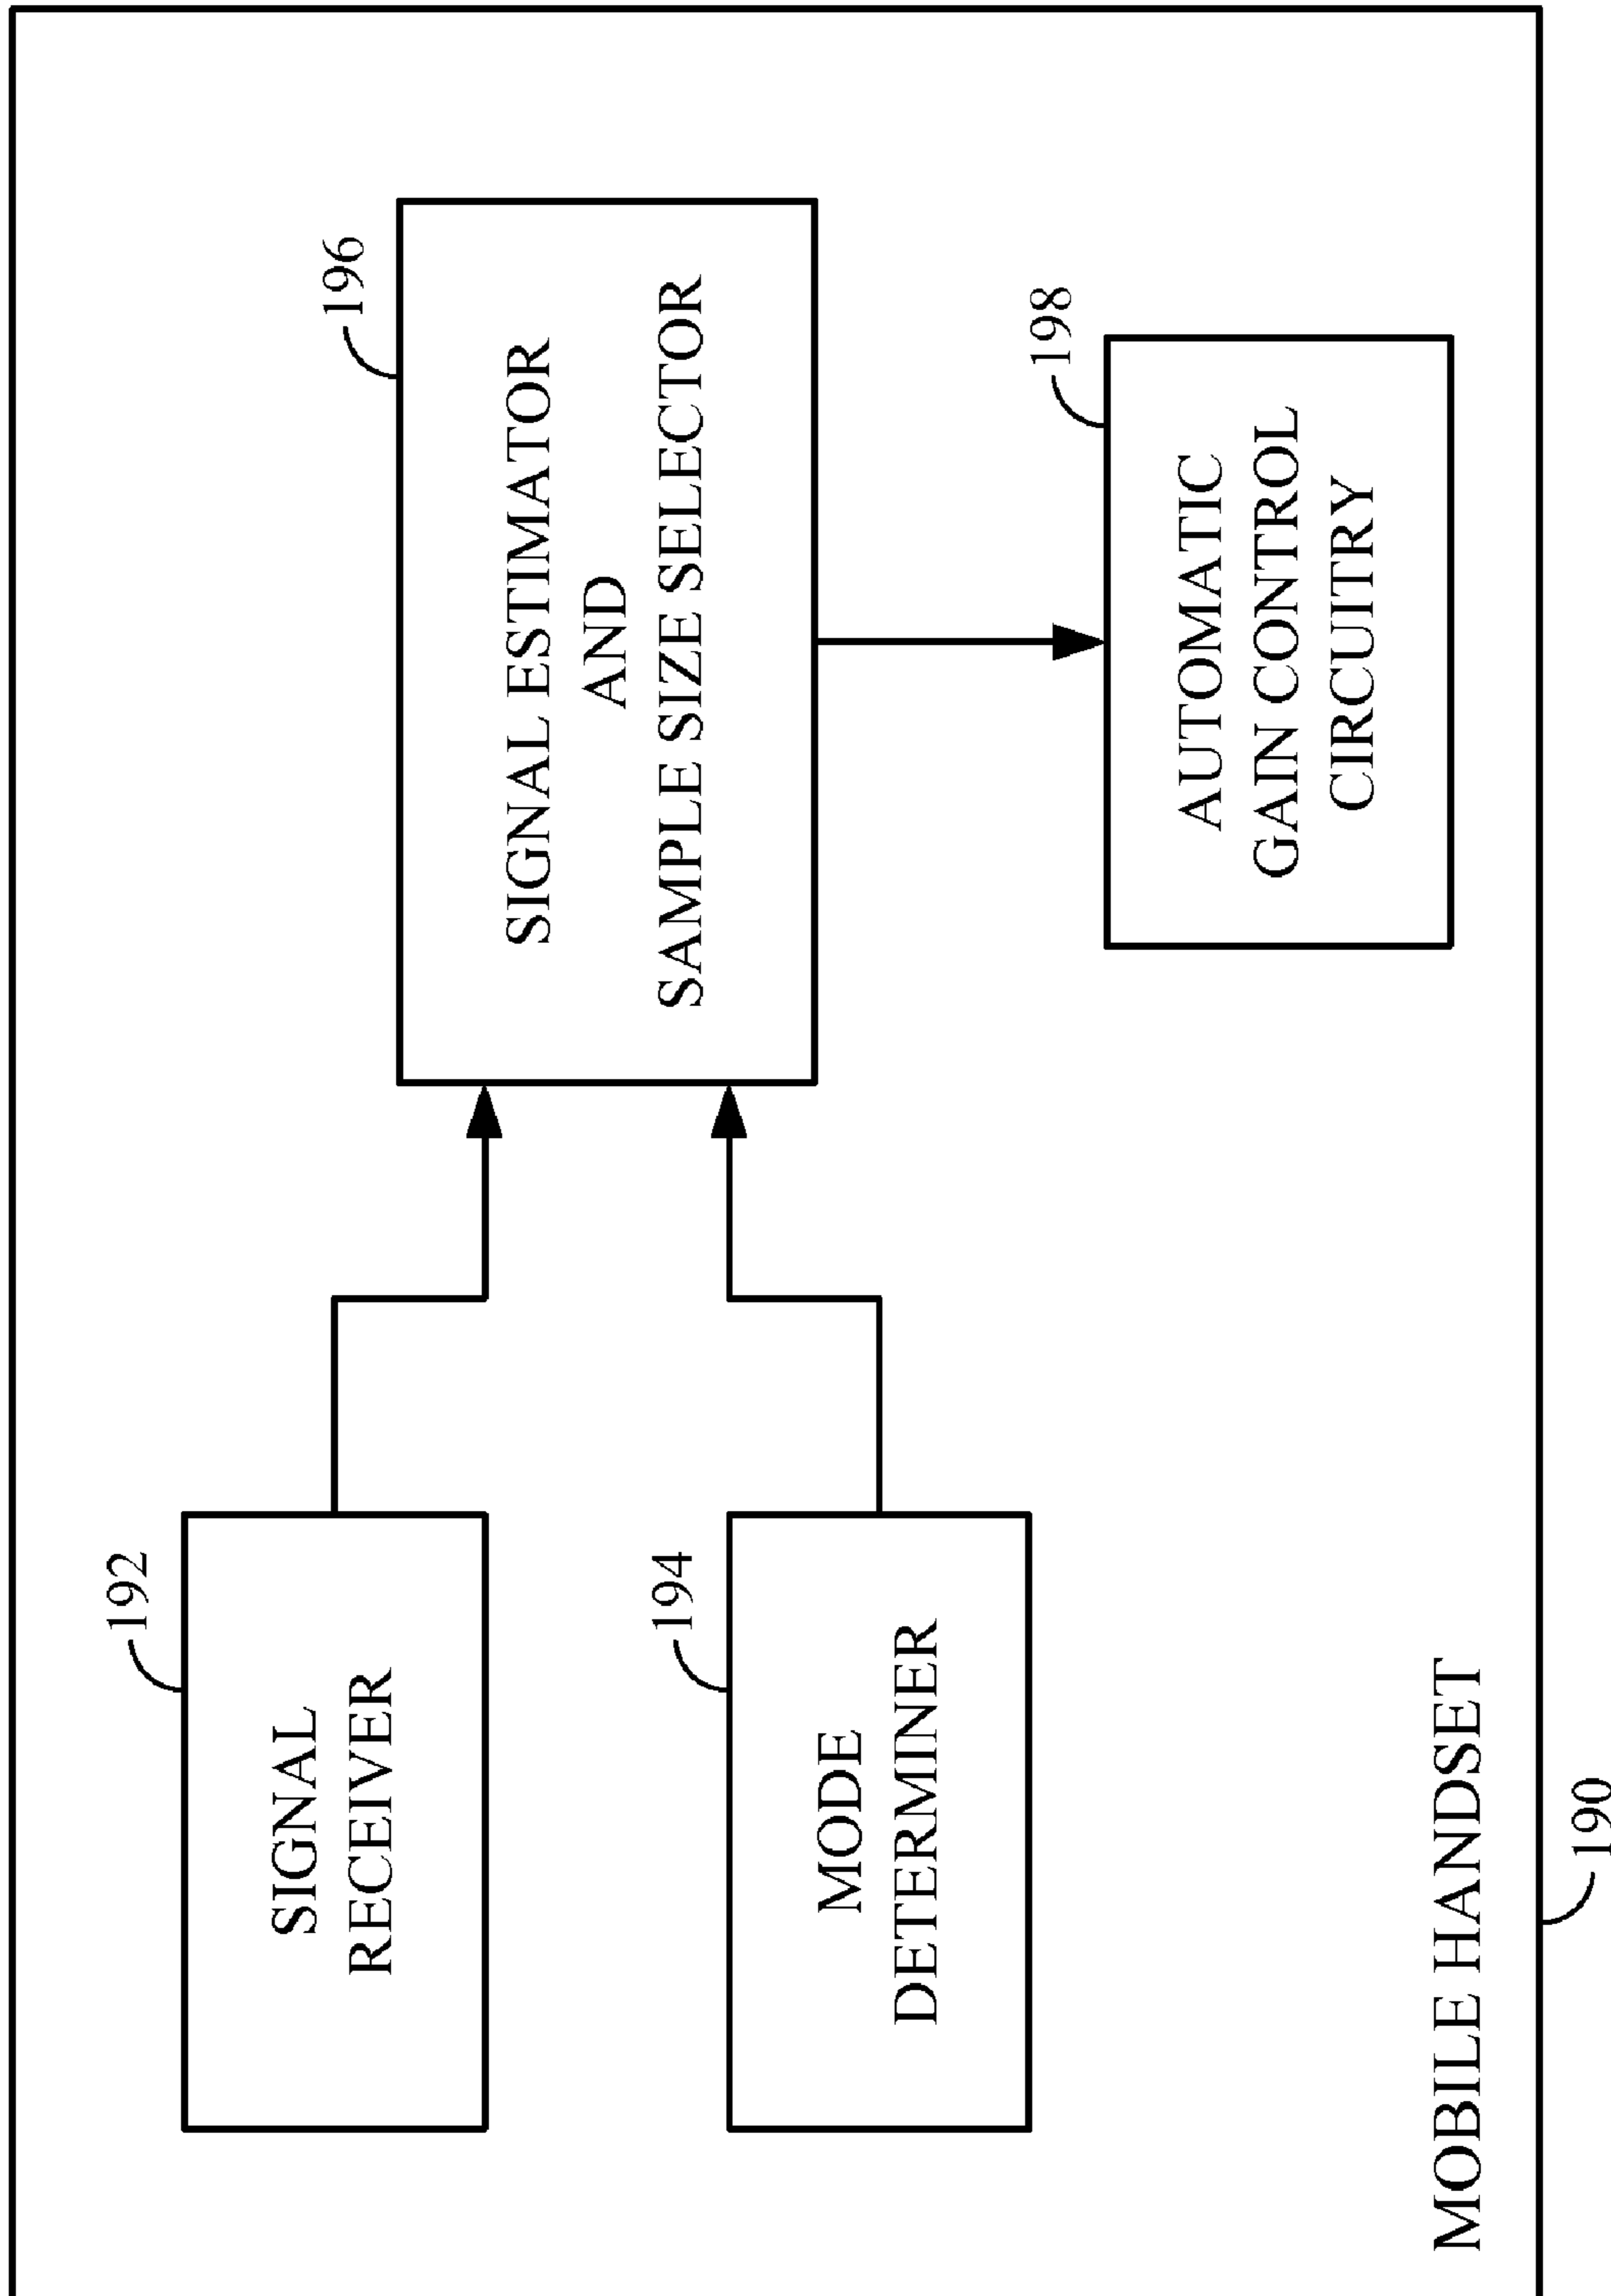 192
SIGNAL
RECEIVER
194
MODE
DETERMINER
196
SIGNAL ESTIMATOR
AND
SAMPLE SIZE SELECTOR
198
AUTOMATIC
GAIN CONTROL
CIRCUITRY
MOBILE HANDSET
190